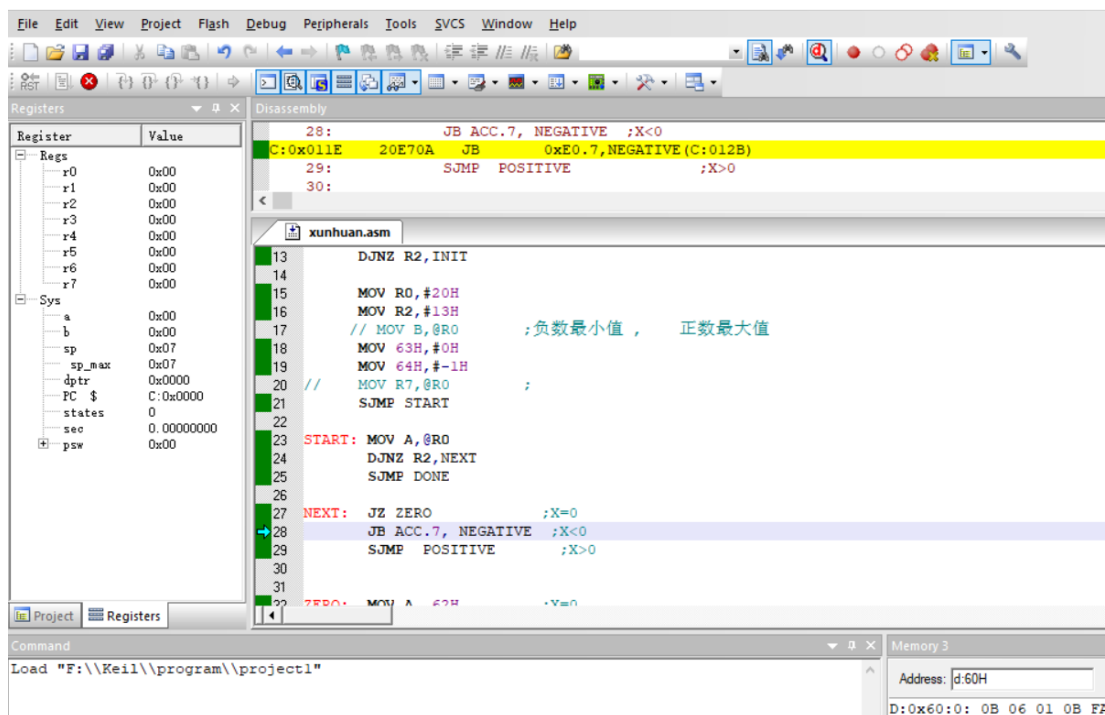 File Edit View Project Flash Debug Peripherals Tools SVCS Window Help
RST
Registers
Register Value
Regs
r0 0x00
r1 0x00
r2 0x00
r3 0x00
r4 0x00
r5 0x00
r6 0x00
r7 0x00
Sys
a 0x00
b 0x00
sp 0x07
sp_max 0x07
dptr 0x0000
PC $ C:0x0000
states 0
sec 0.00000000
psw 0x00
Project Registers
Disassembly
28: JB ACC.7, NEGATIVE ;X<0
C:0x011E 20E70A JB 0xE0.7,NEGATIVE(C:012B)
29: SJMP POSITIVE ;X>0
30:
xunhuan.asm
13 DJNZ R2,INIT
14
15 MOV R0,#20H
16 MOV R2,#13H
17 // MOV B,@R0 ;负数最小值 , 正数最大值
18 MOV 63H,#0H
19 MOV 64H,#-1H
20 // MOV R7,@R0 ;
21 SJMP START
22
23 START: MOV A,@R0
24 DJNZ R2,NEXT
25 SJMP DONE
26
27 NEXT: JZ ZERO ;X=0
28 JB ACC.7, NEGATIVE ;X<0
29 SJMP POSITIVE ;X>0
30
31
ZERO: MOV A, 62H
Command
Load "F:\\Keil\\program\\project1"
Memory 3
Address: d:60H
D:0x60:0: 0B 06 01 0B FA